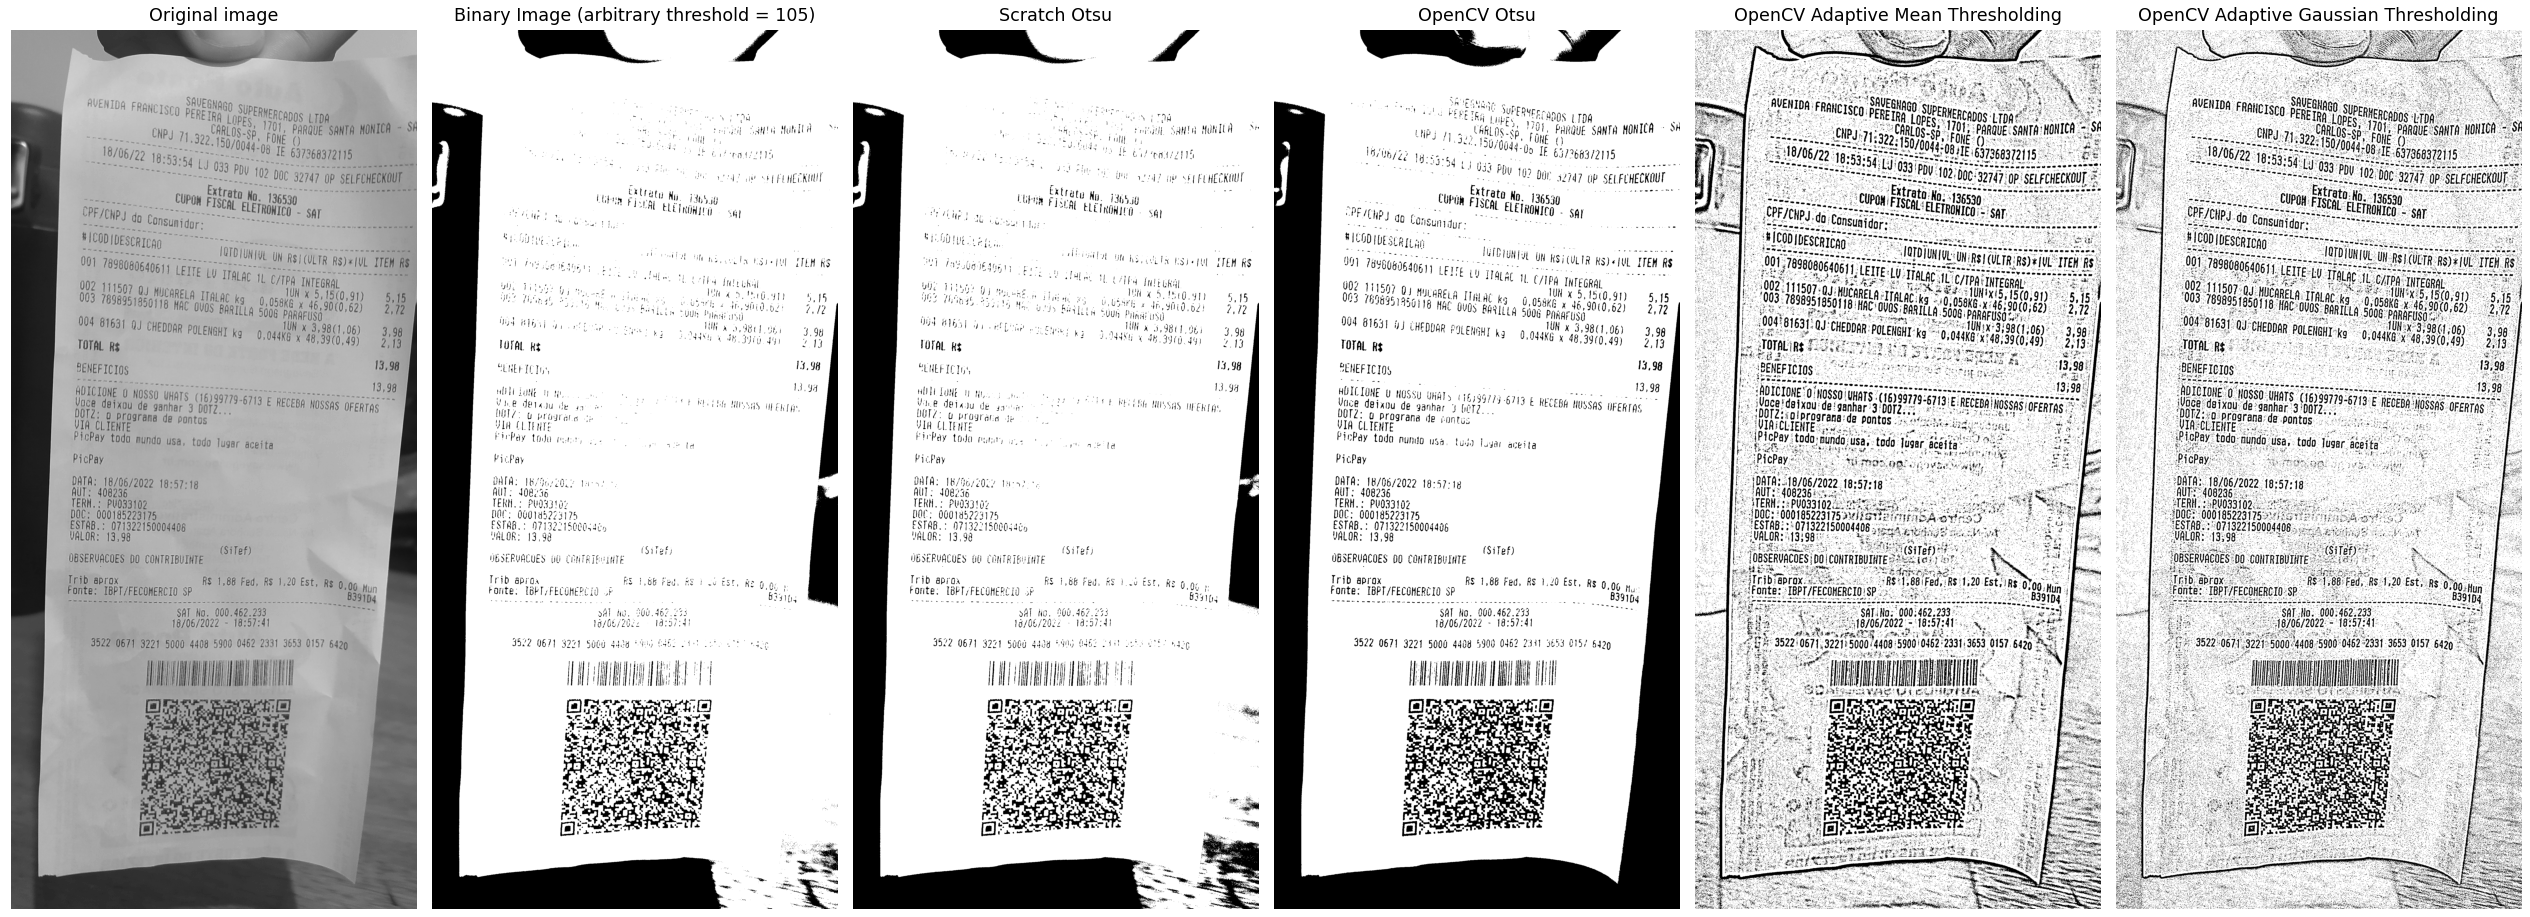 Original image
Binary Image (arbitrary threshold = 105)
Scratch Otsu
OpenCV Otsu
OpenCV Adaptive Mean Thresholding
OpenCV Adaptive Gaussian Thresholding
SAVEGNAGO SUPERMERCADOS LTDA
AVENIDA FRANCISCO PEREIRA LOPES, 1701, PARQUE SANTA MONICA - SA
CARLOS-SP, FONE ()
CNPJ 71.322.150/0044-08 IE 637368372115
18/06/22 18:53:54 LJ 033 PDV 102 DOC 32747 OP SELFCHECKOUT
Extrato No. 136530
CUPOM FISCAL ELETRONICO - SAT
CPF/CNPJ do Consumidor:
#|COD|DESCRICAO |QTD|UN|VL UN R$|(VLTR R$)*|VL ITEM R$
001 7898080640611 LEITE LV ITALAC 1L C/TPA INTEGRAL
1UN x 5,15(0,91) 5,15
002 111507 QJ MUCARELA ITALAC kg 0,058KG x 46,90(0,62) 2,72
003 7898951850118 MAC OVOS BARILLA 500G PARAFUSO
1UN x 3,98(1,06) 3,98
004 81631 QJ CHEDDAR POLENGHI kg 0,044KG x 48,39(0,49) 2,13
TOTAL R$ 13,98
BENEFICIOS 13,98
ADICIONE O NOSSO WHATS (16)99779-6713 E RECEBA NOSSAS OFERTAS
Voce deixou de ganhar 3 DOTZ...
DOTZ: o programa de pontos
VIA CLIENTE
PicPay todo mundo usa, todo lugar aceita
PicPay
DATA: 18/06/2022 18:57:18
AUT: 408236
TERM.: PV033102
DOC: 000185223175
ESTAB.: 071322150004406
VALOR: 13,98
(SiTef)
OBSERVACOES DO CONTRIBUINTE
Trib aprox R$ 1,88 Fed, R$ 1,20 Est, R$ 0,00 Mun
Fonte: IBPT/FECOMERCIO SP B391D4
SAT No. 000.462.233
18/06/2022 - 18:57:41
3522 0671 3221 5000 4408 5900 0462 2331 3653 0157 6420